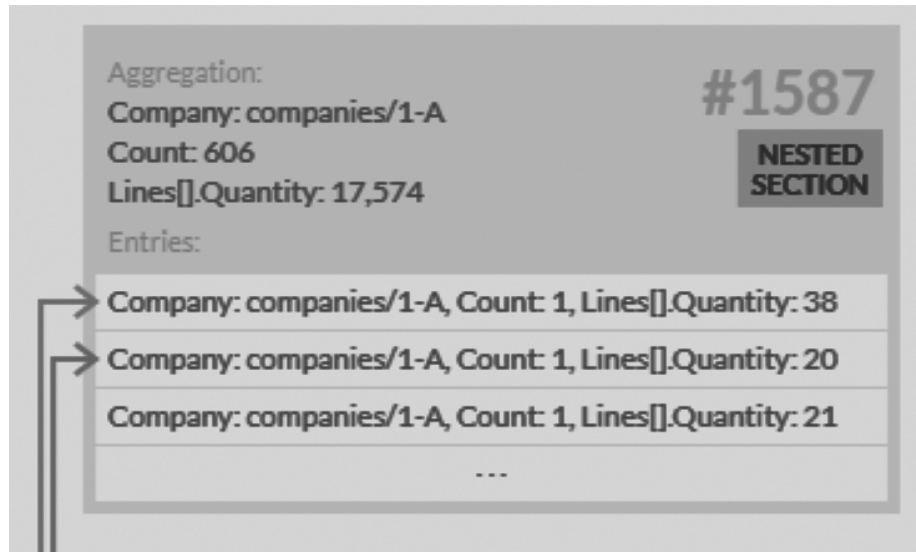 Aggregation:
#1587
Company: companies/1-A
Count: 606
NESTED
SECTION
Lines[].Quantity: 17,574
Entries:
Company: companies/1-A, Count: 1, Lines[].Quantity: 38
Company: companies/1-A, Count: 1, Lines[].Quantity: 20
Company: companies/1-A, Count: 1, Lines[].Quantity: 21
---